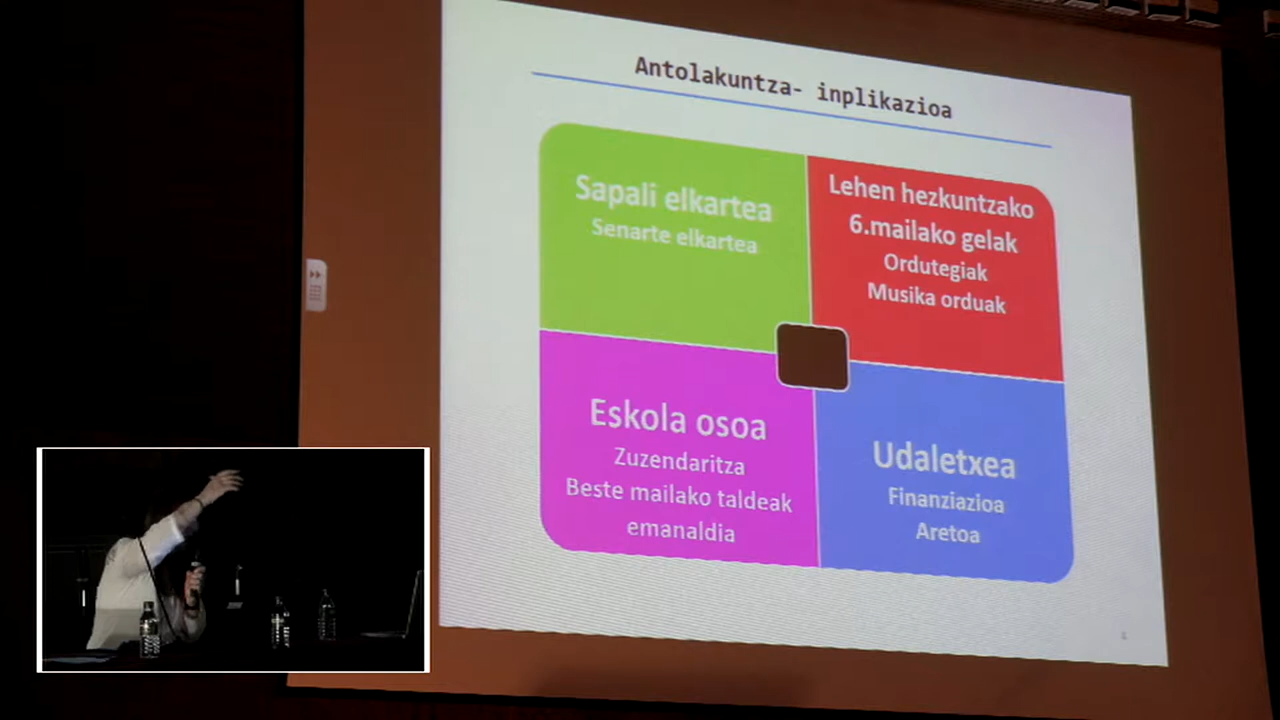 Antolakuntza- inplikazioa
Sapali elkartea
Senarte elkartea
Lehen hezkuntzako
6.mailako gelak
Ordutegiak
Musika orduak
Eskola osoa
Zuzendaritza
Beste mailako taldeak
emanaldia
Udaletxea
Finanziazioa
Aretoa